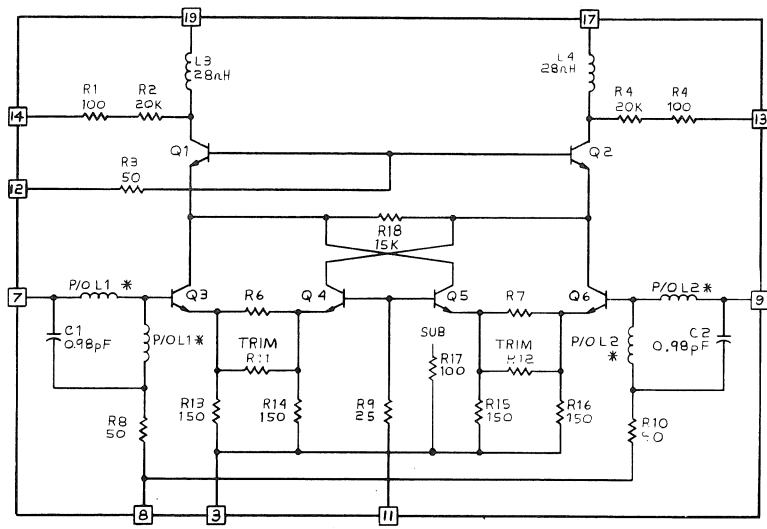 19
17
L3
28nH
L4
28nH
R1
100
R2
20K
R4
20K
R4
100
14
13
Q1
Q2
R3
50
12
R18
15K
P/O L1 *
P/O L2 *
7
Q3
R6
Q4
Q5
R7
Q6
9
C1
0.98pF
P/O L1 *
TRIM
R11
SUB
R17
100
TRIM
R12
P/O L2
*
C2
0.98pF
R13
150
R14
150
R9
25
R15
150
R16
150
R8
50
R10
8
3
11